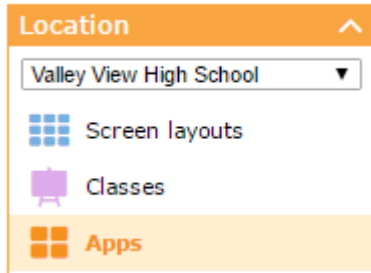 Location
Valley View High School
Screen layouts
Classes
Apps